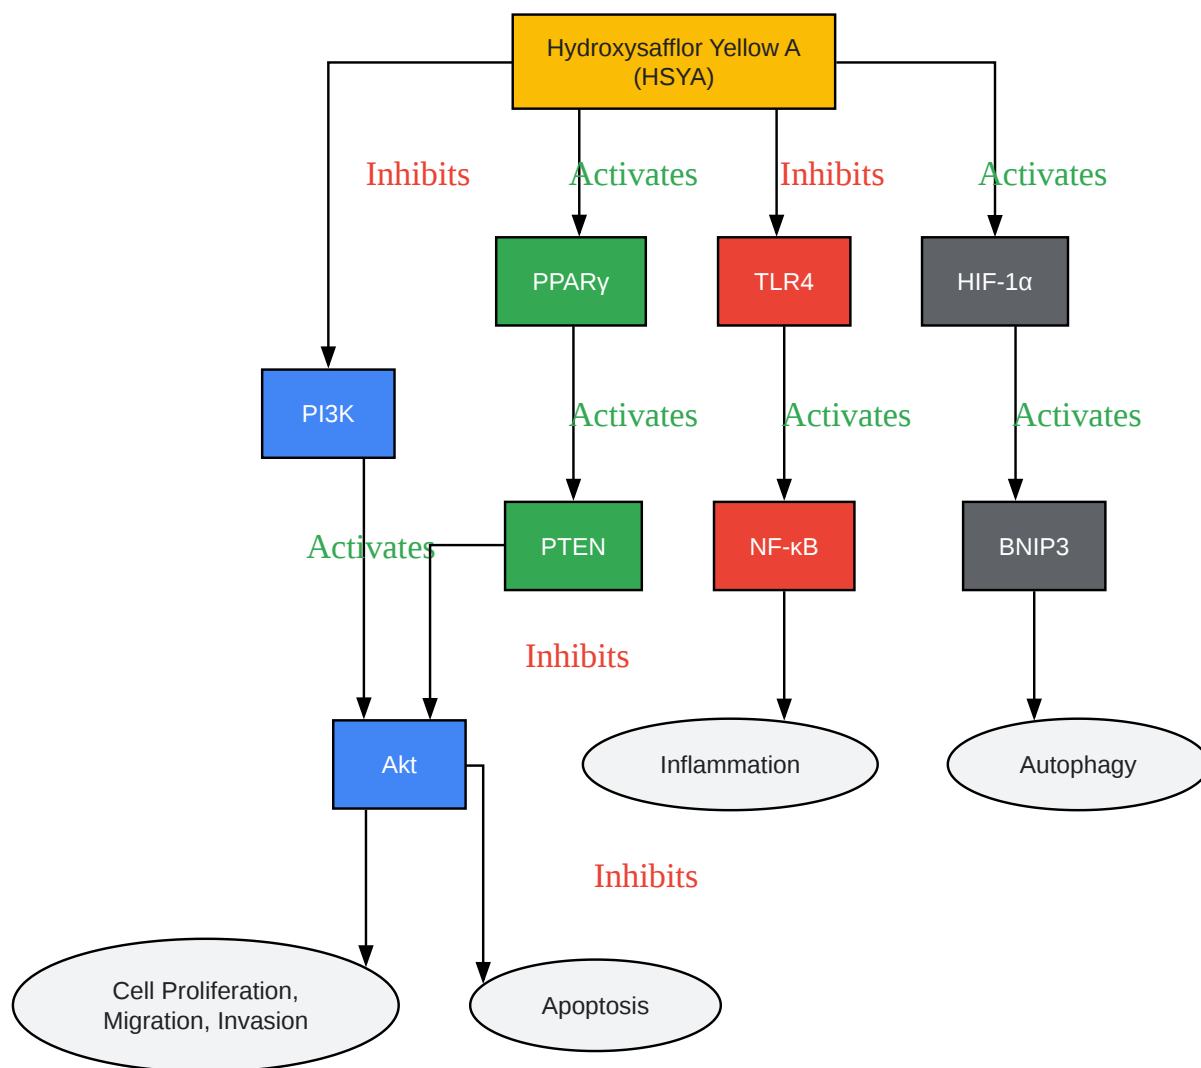 Hydroxysafflor Yellow A
(HSYA)
Inhibits
Activates
Inhibits
Activates
PPARγ
TLR4
HIF-1α
PI3K
Activates
Activates
Activates
Activates
PTEN
NF-κB
BNIP3
Inhibits
Akt
Inflammation
Autophagy
Inhibits
Cell Proliferation,
Migration, Invasion
Apoptosis